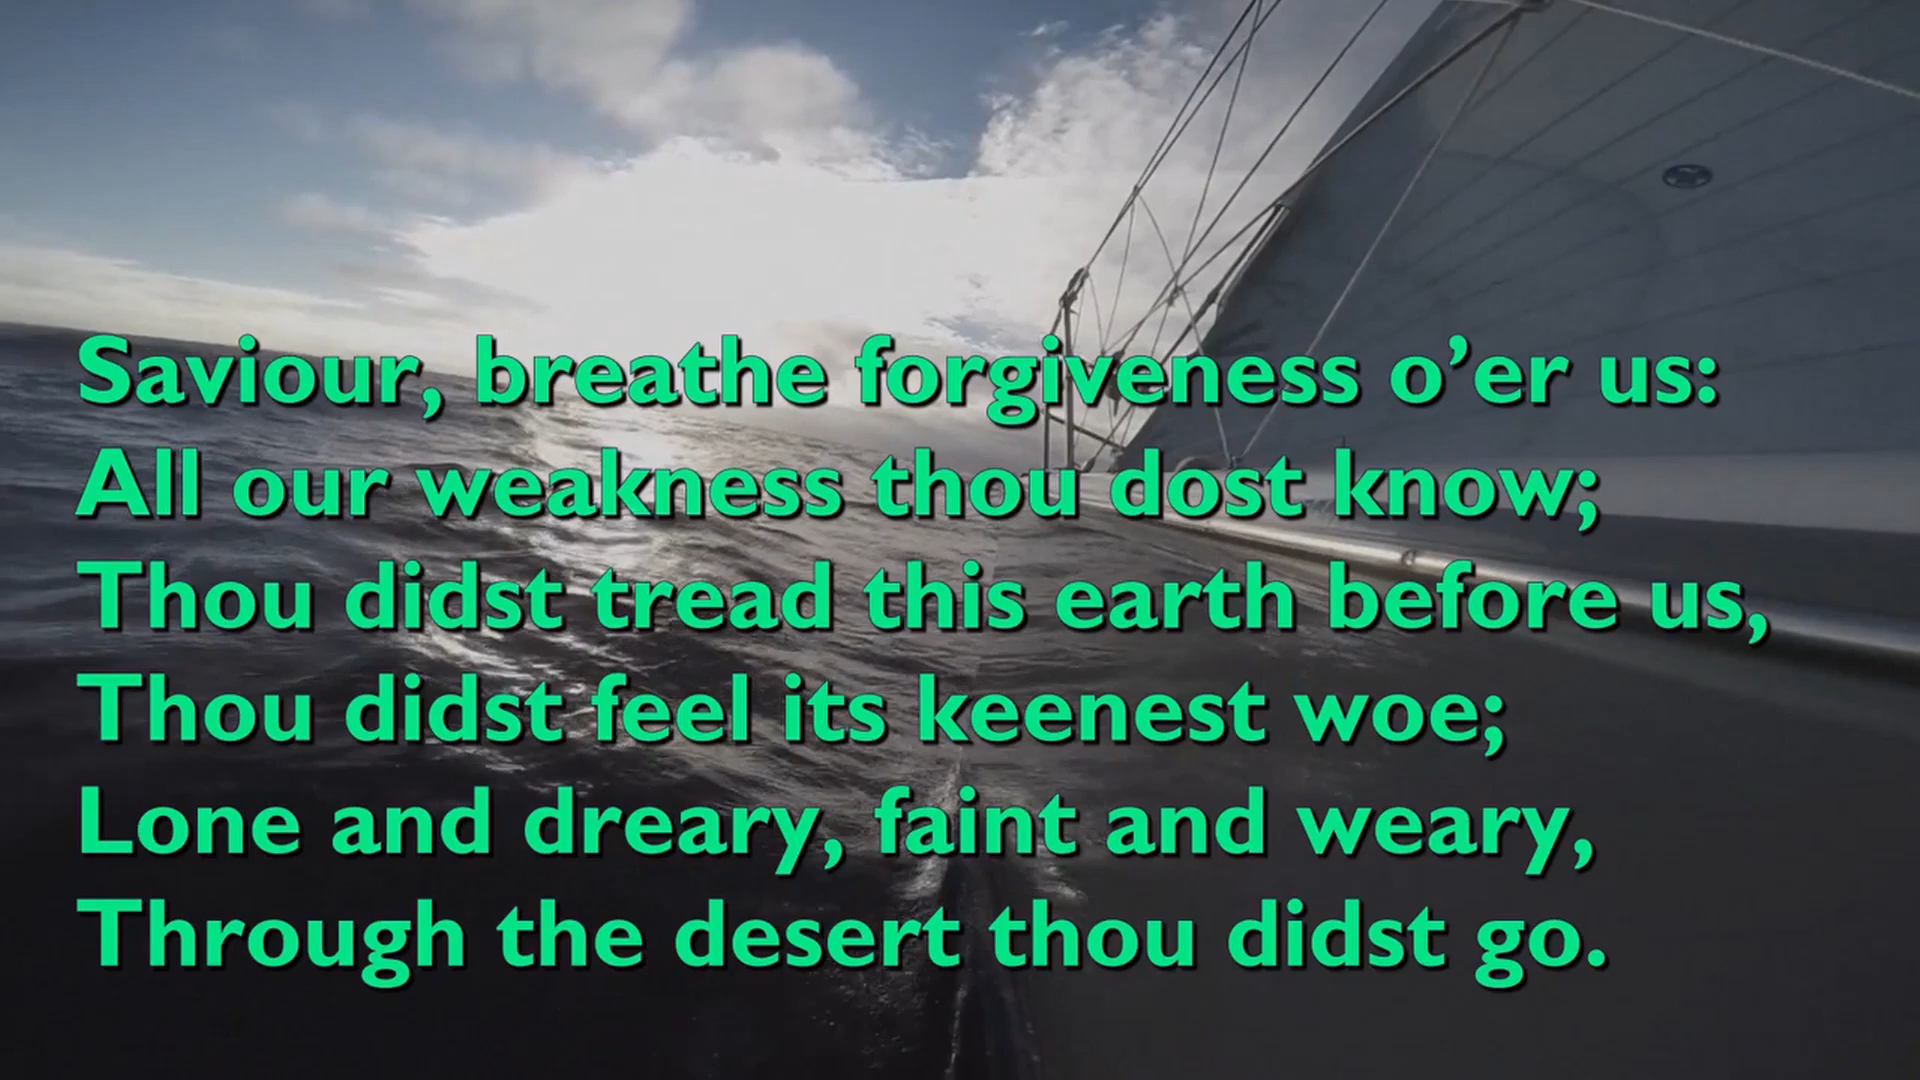 Saviour, breathe forgiveness o’er us:
All our weakness thou dost know;
Thou didst tread this earth before us,
Thou didst feel its keenest woe;
Lone and dreary, faint and weary,
Through the desert thou didst go.